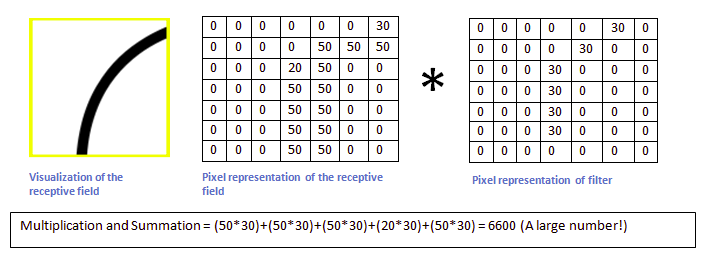 0 0 0 0 0 0 30
0 0 0 0 50 50 50
0 0 0 20 50 0 0
0 0 0 50 50 0 0
0 0 0 50 50 0 0
0 0 0 50 50 0 0
0 0 0 50 50 0 0
*
0 0 0 0 0 30 0
0 0 0 0 30 0 0
0 0 0 30 0 0 0
0 0 0 30 0 0 0
0 0 0 30 0 0 0
0 0 0 30 0 0 0
0 0 0 0 0 0 0
Visualization of the
receptive field
Pixel representation of the receptive
field
Pixel representation of filter
Multiplication and Summation = (50*30)+(50*30)+(50*30)+(20*30)+(50*30) = 6600 (A large number!)